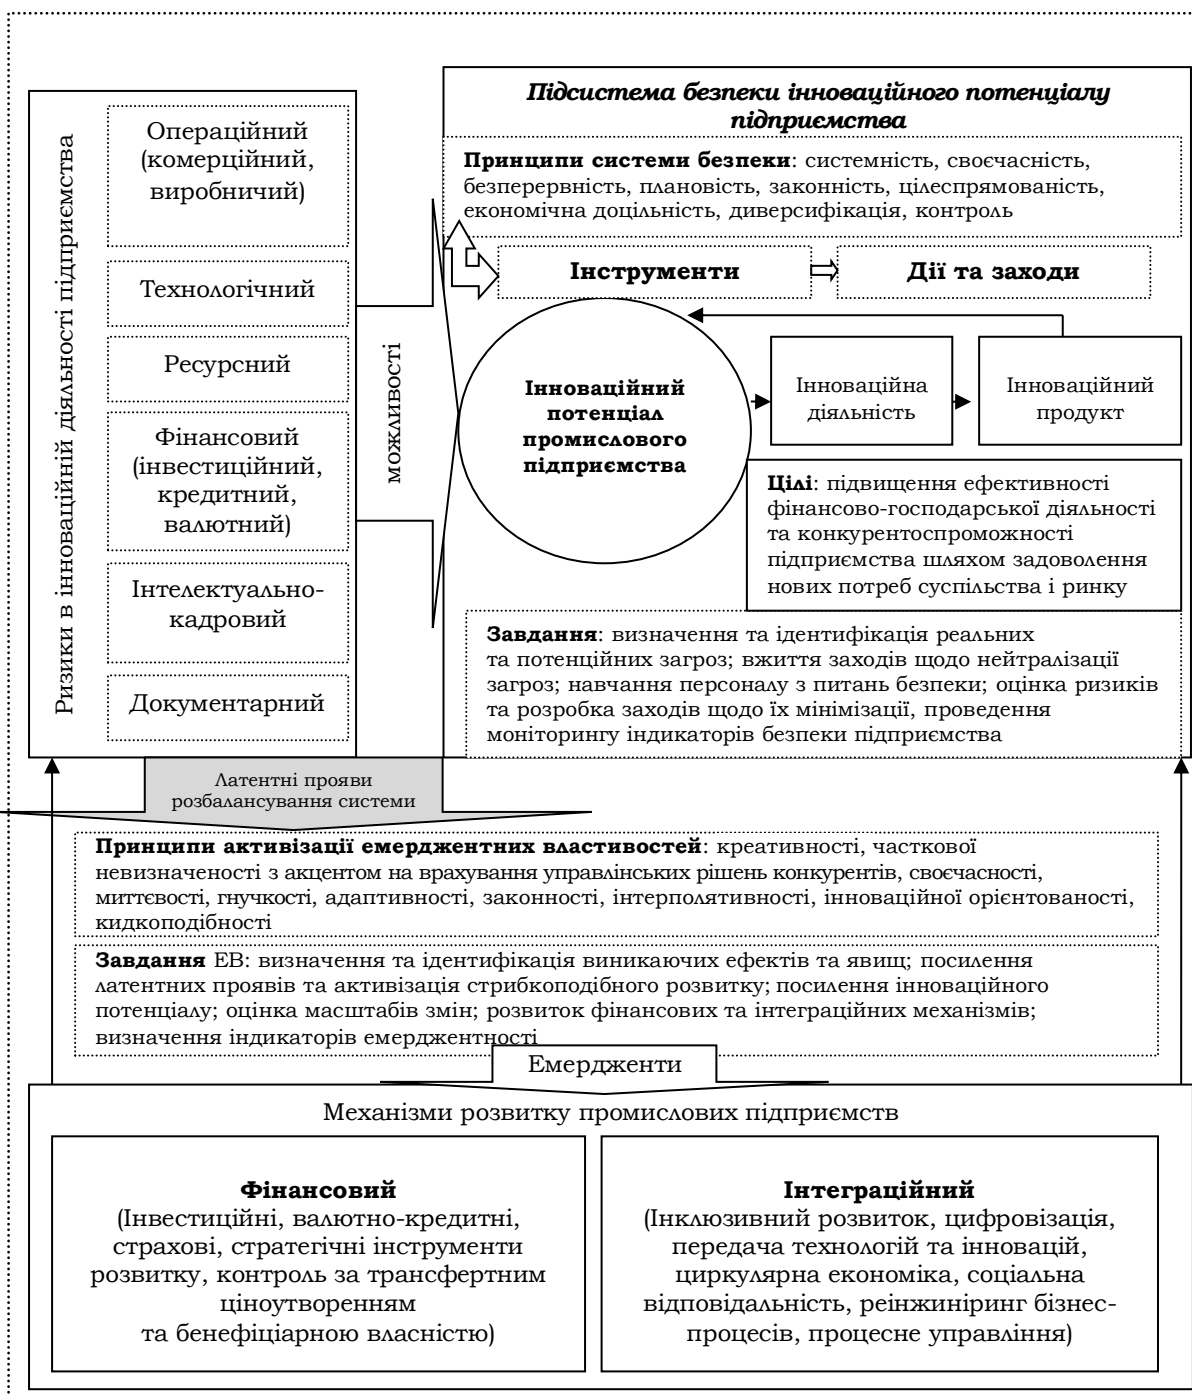 Ризики в інноваційній діяльності підприємства
Операційний
(комерційний,
виробничий)
Технологічний
Ресурсний
Фінансовий
(інвестиційний,
кредитний,
валютний)
Інтелектуально-
кадровий
Документарний
можливості
Підсистема безпеки інноваційного потенціалу
підприємства
Принципи системи безпеки: системність, своєчасність,
безперервність, плановість, законність, цілеспрямованість,
економічна доцільність, диверсифікація, контроль
Інструменти
Дії та заходи
Інноваційний
потенціал
промислового
підприємства
Інноваційна
діяльність
Інноваційний
продукт
Цілі: підвищення ефективності
фінансово-господарської діяльності
та конкурентоспроможності
підприємства шляхом задоволення
нових потреб суспільства і ринку
Завдання: визначення та ідентифікація реальних
та потенційних загроз; вжиття заходів щодо нейтралізації
загроз; навчання персоналу з питань безпеки; оцінка ризиків
та розробка заходів щодо їх мінімізації, проведення
моніторингу індикаторів безпеки підприємства
Латентні прояви
розбалансування системи
Принципи активізації емерджентних властивостей: креативності, часткової
невизначеності з акцентом на врахування управлінських рішень конкурентів, своєчасності,
миттєвості, гнучкості, адаптивності, законності, інтерполятивності, інноваційної орієнтованості,
кидкоподібності
Завдання ЕВ: визначення та ідентифікація виникаючих ефектів та явищ; посилення
латентних проявів та активізація стрибкоподібного розвитку; посилення інноваційного
потенціалу; оцінка масштабів змін; розвиток фінансових та інтеграційних механізмів;
визначення індикаторів емерджентності
Емердженти
Механізми розвитку промислових підприємств
Фінансовий
(Інвестиційні, валютно-кредитні,
страхові, стратегічні інструменти
розвитку, контроль за трансфертним
ціноутворенням
та бенефіціарною власністю)
Інтеграційний
(Інклюзивний розвиток, цифровізація,
передача технологій та інновацій,
циркулярна економіка, соціальна
відповідальність, реінжиніринг бізнес-
процесів, процесне управління)